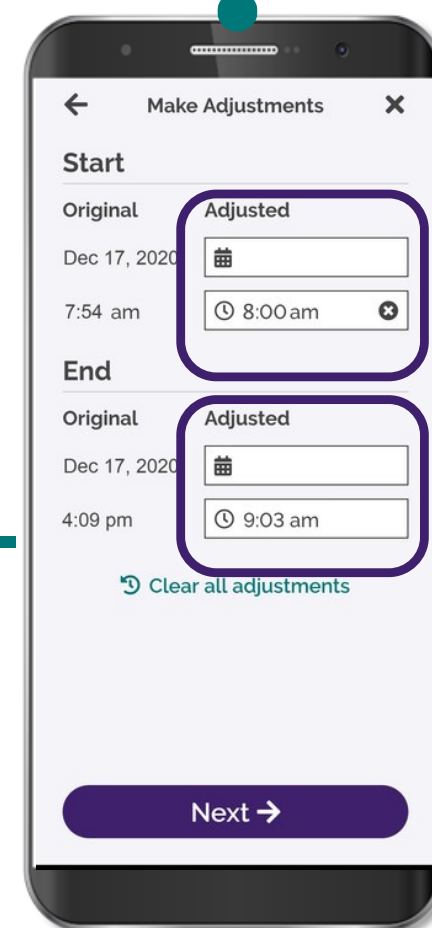 Make Adjustments
Start
Original Adjusted
Dec 17, 2020
7:54 am 8:00 am
End
Original Adjusted
Dec 17, 2020
4:09 pm 9:03 am
Clear all adjustments
Next